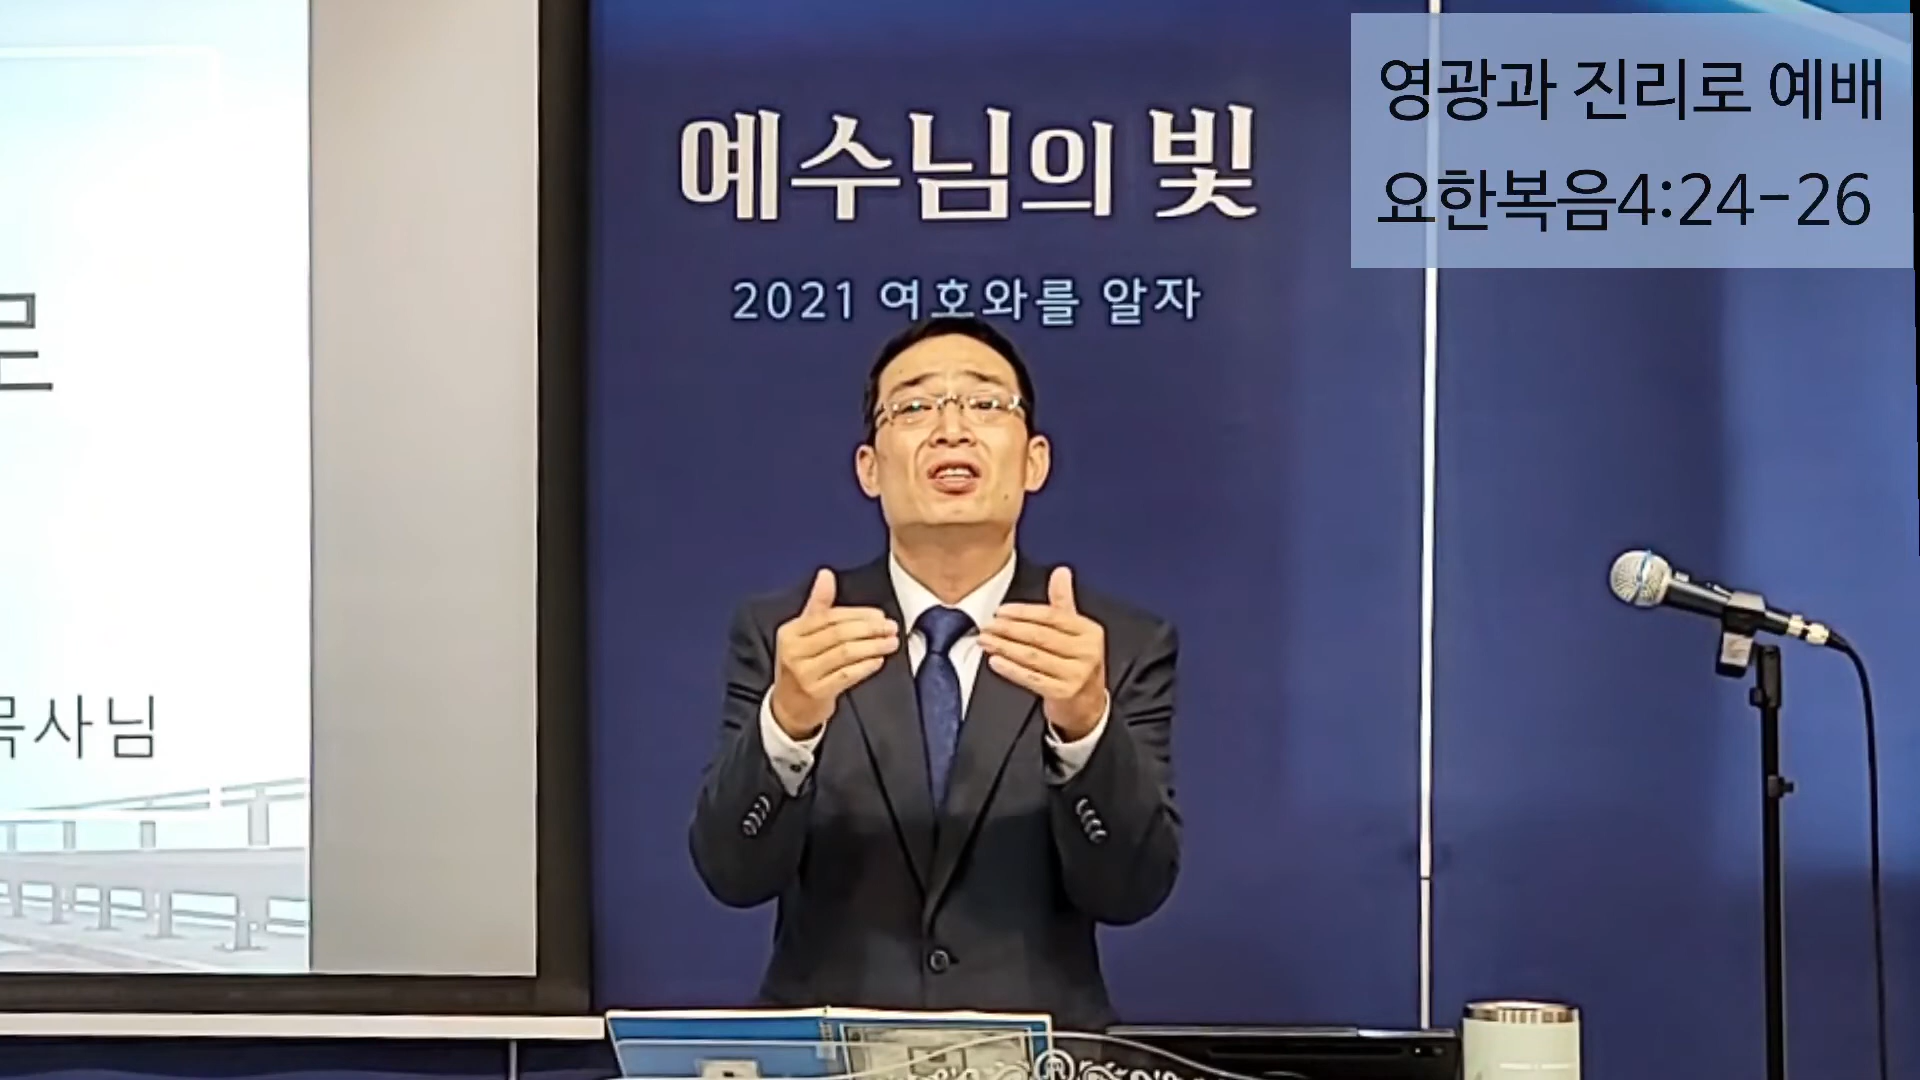 영광과 진리로 예배
요한복음4:24-26
예수님의 빛
2021 여호와를 알자
로
목사님